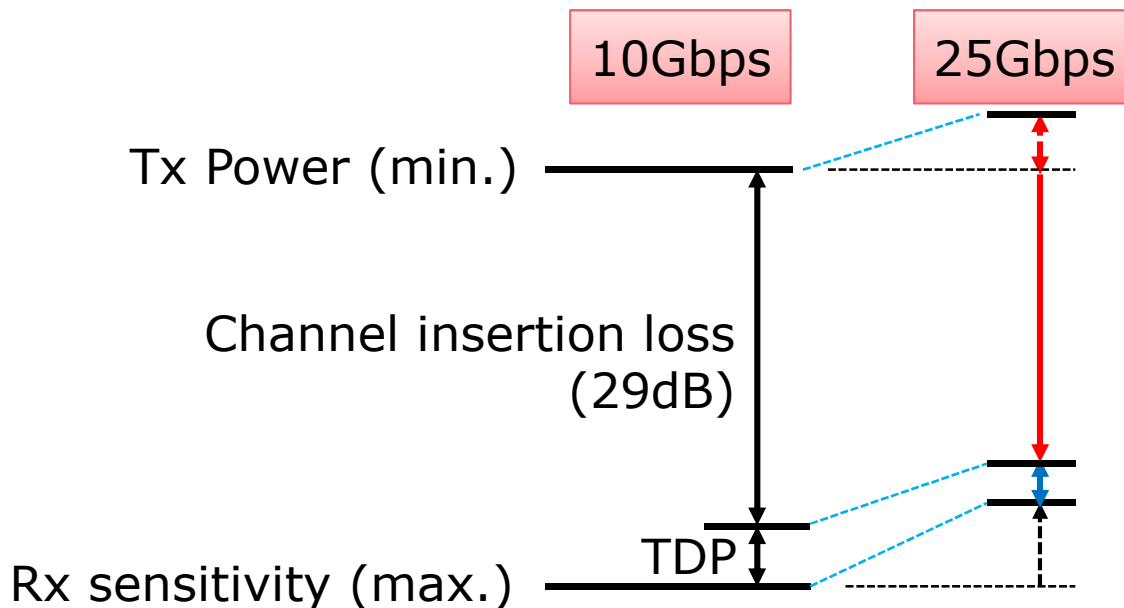 10Gbps
25Gbps
Tx Power (min.)
Channel insertion loss
(29dB)
TDP
Rx sensitivity (max.)